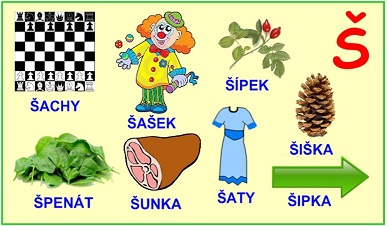 Š
ŠACHY
ŠAŠEK
ŠÍPEK
ŠIŠKA
ŠPENÁT
ŠUNKA
ŠATY
ŠIPKA